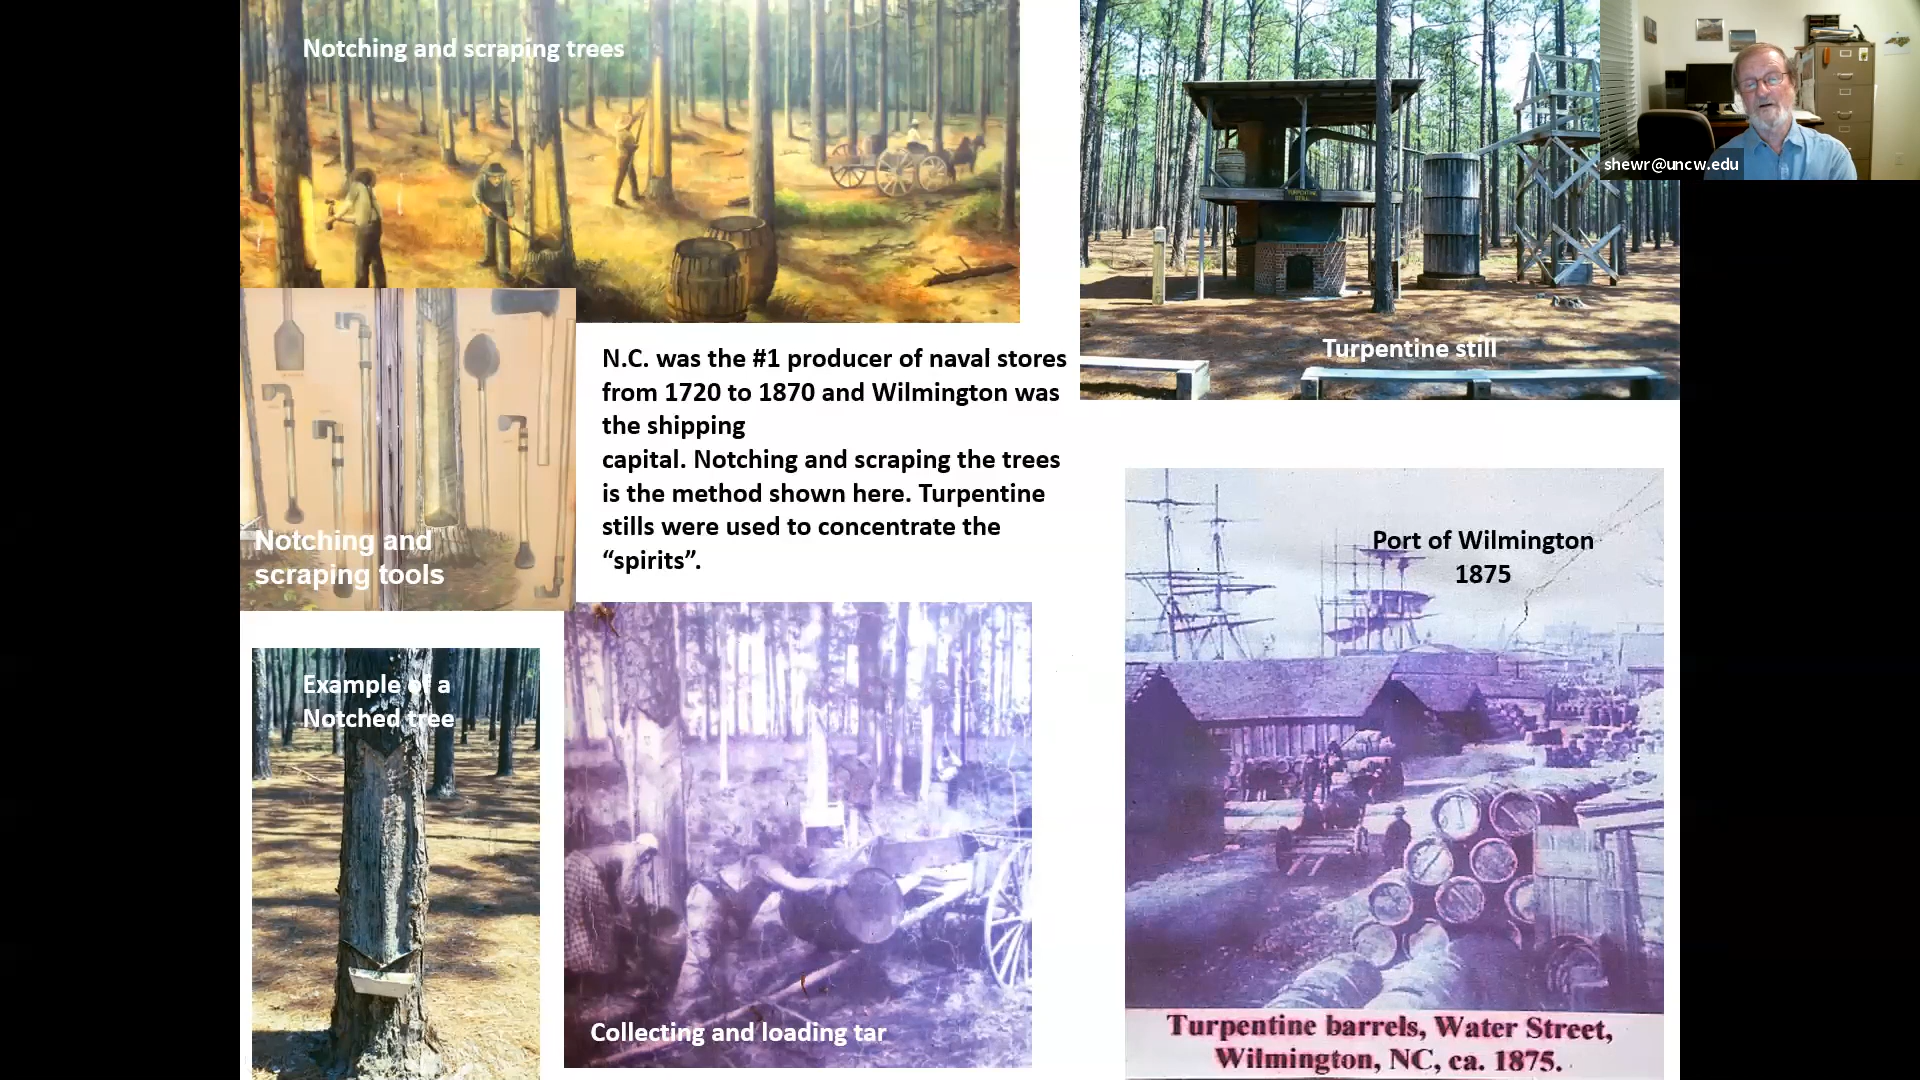 Notching and scraping trees
shewr@uncw.edu
TURPENTINE
STILL
Turpentine still
N.C. was the #1 producer of naval stores
from 1720 to 1870 and Wilmington was
the shipping
capital. Notching and scraping the trees
is the method shown here. Turpentine
stills were used to concentrate the
“spirits”.
Notching and
scraping tools
Port of Wilmington
1875
Example of a
Notched tree
Collecting and loading tar
Turpentine barrels, Water Street,
Wilmington, NC, ca. 1875.